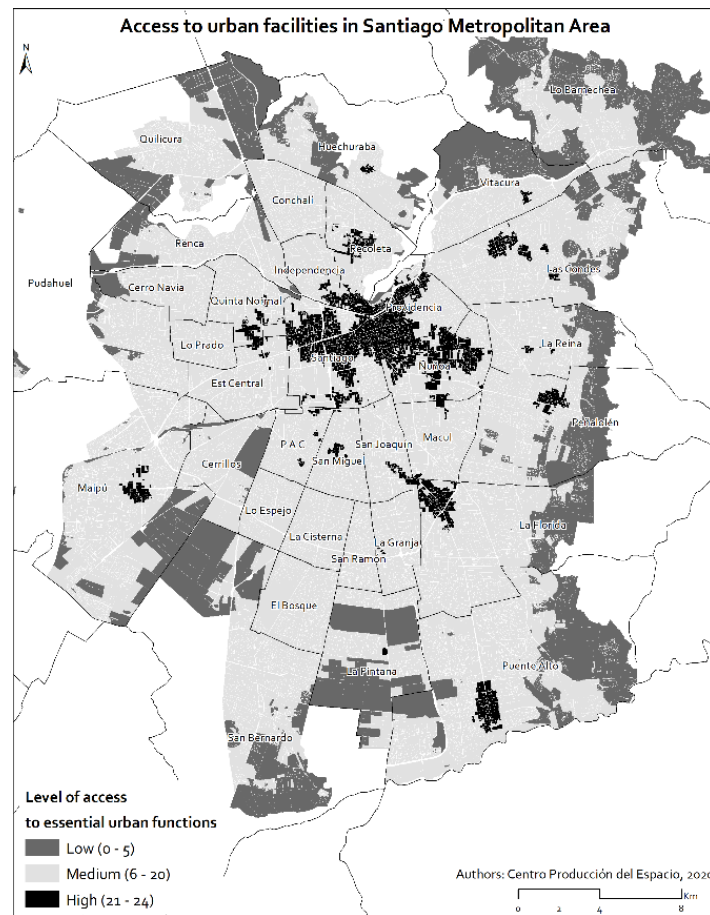 Access to urban facilities in Santiago Metropolitan Area
N
Lo Barnechea
Quilicura
Huechuraba
Vitacura
Conchalí
Renca
Recoleta
Independencia
Las Condes
Pudahuel
Cerro Navia
Quinta Normal
Providencia
Lo Prado
Santiago
La Reina
Ñuñoa
Est Central
Peñalolén
P A C
San Joaquín
Macul
San Miguel
Cerrillos
Maipú
Lo Espejo
La Florida
La Cisterna
La Granja
San Ramón
El Bosque
La Pintana
Puente Alto
San Bernardo
Level of access
to essential urban functions
Low (0 - 5)
Medium (6 - 20)
High (21 - 24)
Authors: Centro Producción del Espacio, 2020
Km
0 2 4 8